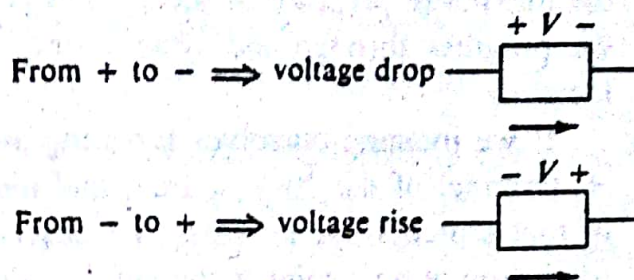 + V −
From + to − ⟹ voltage drop
− V +
From − to + ⟹ voltage rise